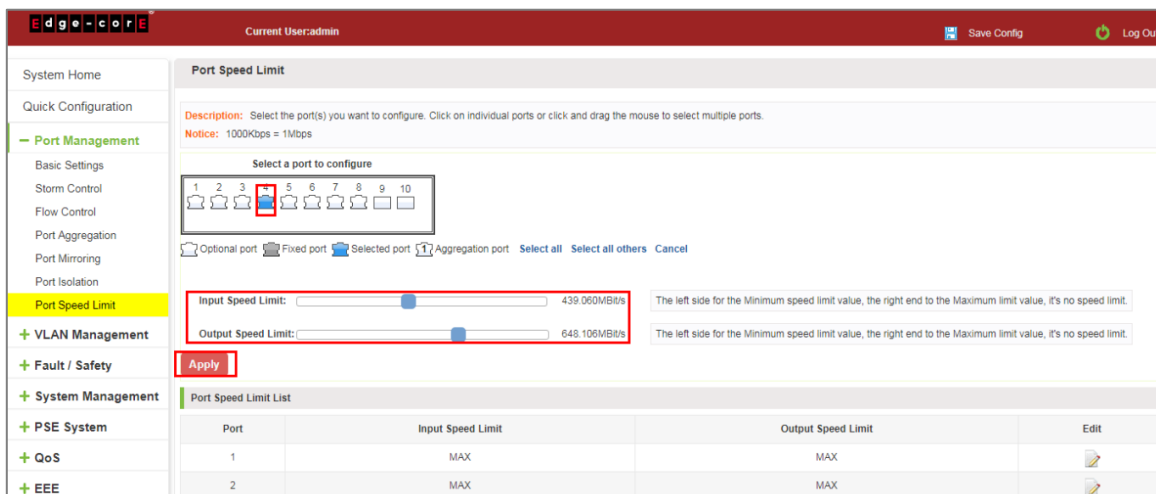 Edge-corE
Current User:admin
Save Config
Log Ou
System Home
Quick Configuration
Port Management
Basic Settings
Storm Control
Flow Control
Port Aggregation
Port Mirroring
Port Isolation
Port Speed Limit
VLAN Management
Fault / Safety
System Management
PSE System
QoS
EEE
Port Speed Limit
Description: Select the port(s) you want to configure. Click on individual ports or click and drag the mouse to select multiple ports.
Notice: 1000Kbps = 1Mbps
Select a port to configure
1 2 3 4 5 6 7 8 9 10
Optional port Fixed port Selected port 1 Aggregation port Select all Select all others Cancel
Input Speed Limit: 439.060MBit/s The left side for the Minimum speed limit value, the right end to the Maximum limit value, it's no speed limit.
Output Speed Limit: 648.106MBit/s The left side for the Minimum speed limit value, the right end to the Maximum limit value, it's no speed limit.
Apply
Port Speed Limit List
Port Input Speed Limit Output Speed Limit Edit
1 MAX MAX
2 MAX MAX